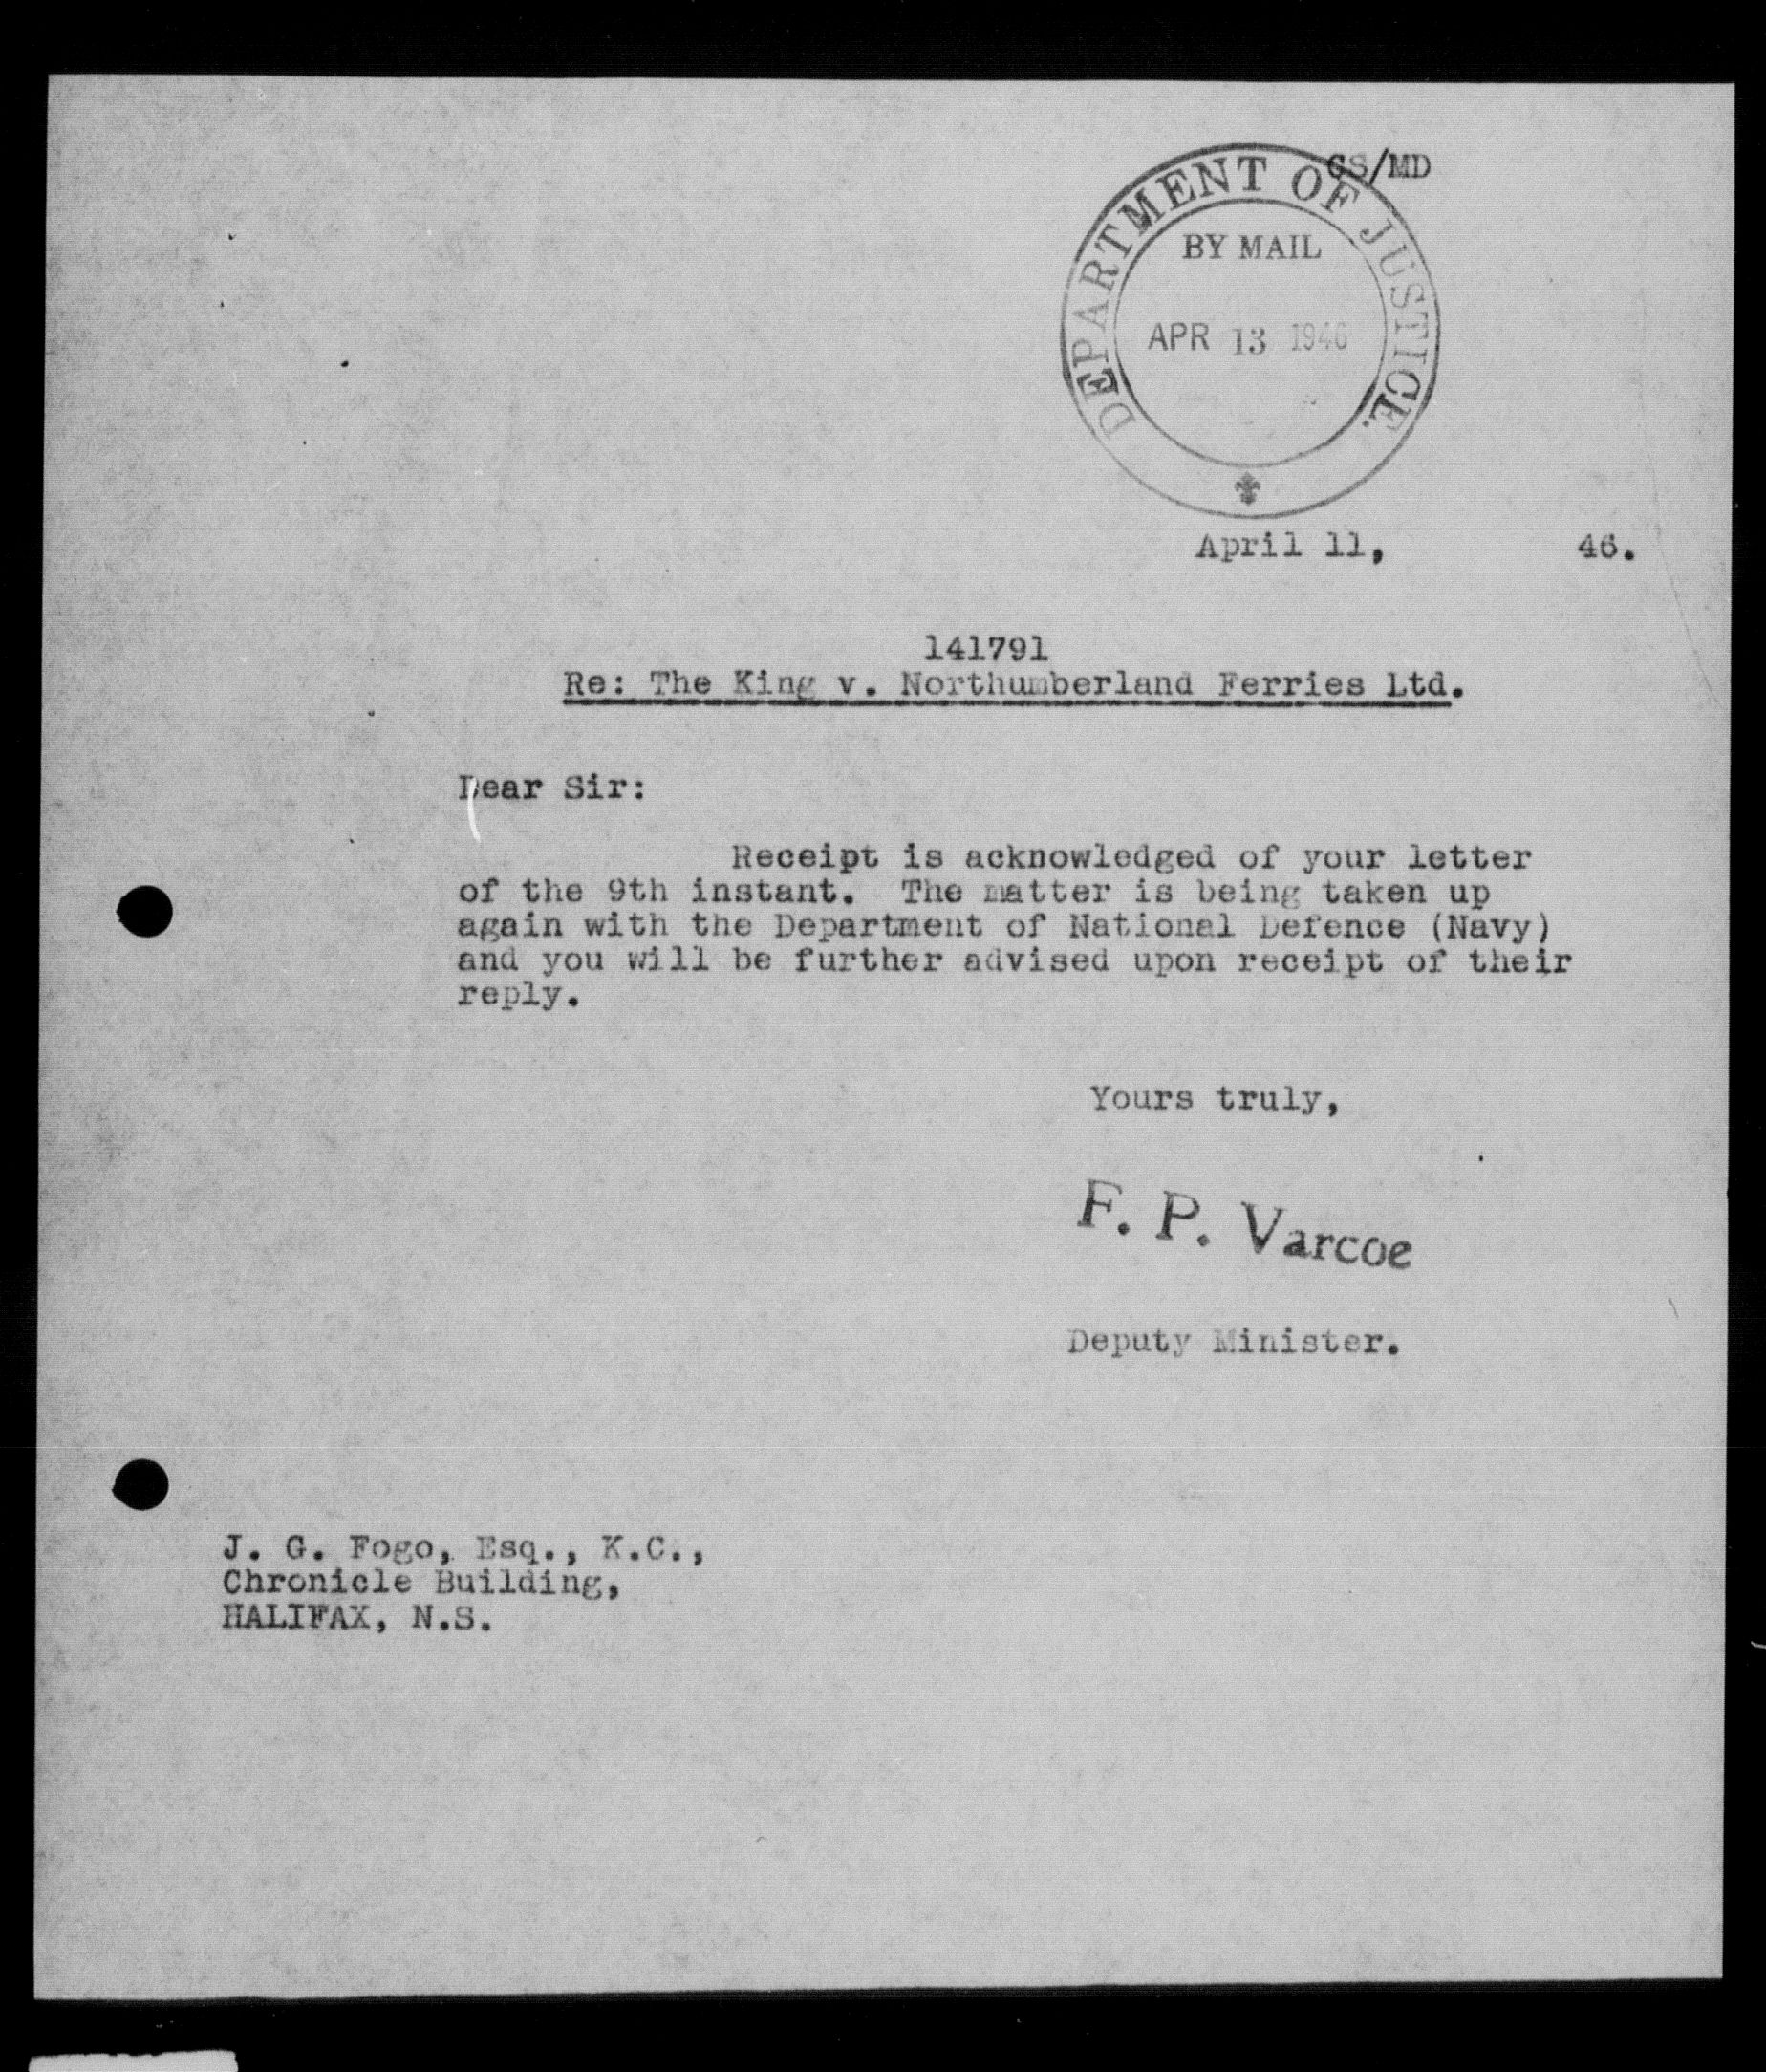 GS/MD
DEPARTMENT OF JUSTICE.
BY MAIL
APR 13 1946
April 11, 46.
141791
Re: The King v. Northumberland Ferries Ltd.
Dear Sir:
Receipt is acknowledged of your letter
of the 9th instant. The matter is being taken up
again with the Department of National Defence (Navy)
and you will be further advised upon receipt of their
reply.
Yours truly,
F. P. Varcoe
Deputy Minister.
J. G. Fogo, Esq., K.C.,
Chronicle Building,
HALIFAX, N.S.